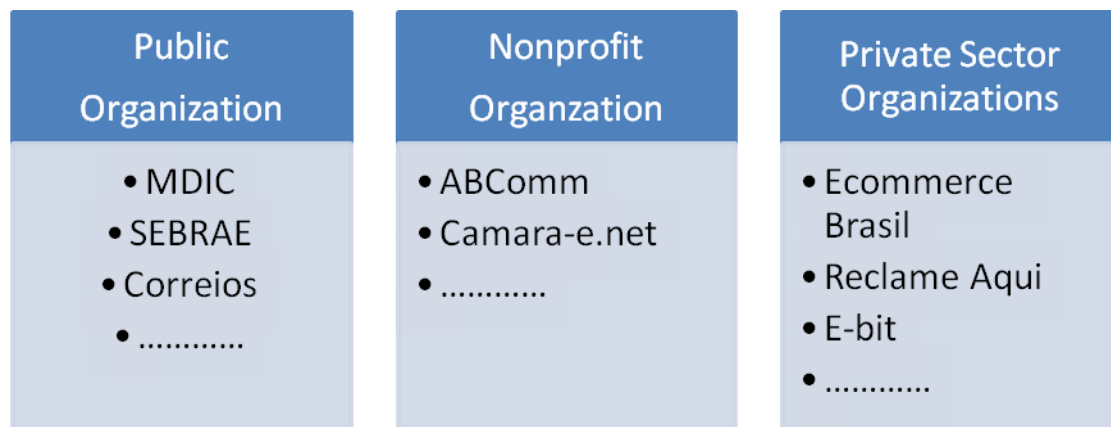 Public
Organization
• MDIC
• SEBRAE
• Correios
• ............
Nonprofit
Organzation
• ABComm
• Camara-e.net
• ............
Private Sector
Organizations
• Ecommerce
Brasil
• Reclame Aqui
• E-bit
• ............